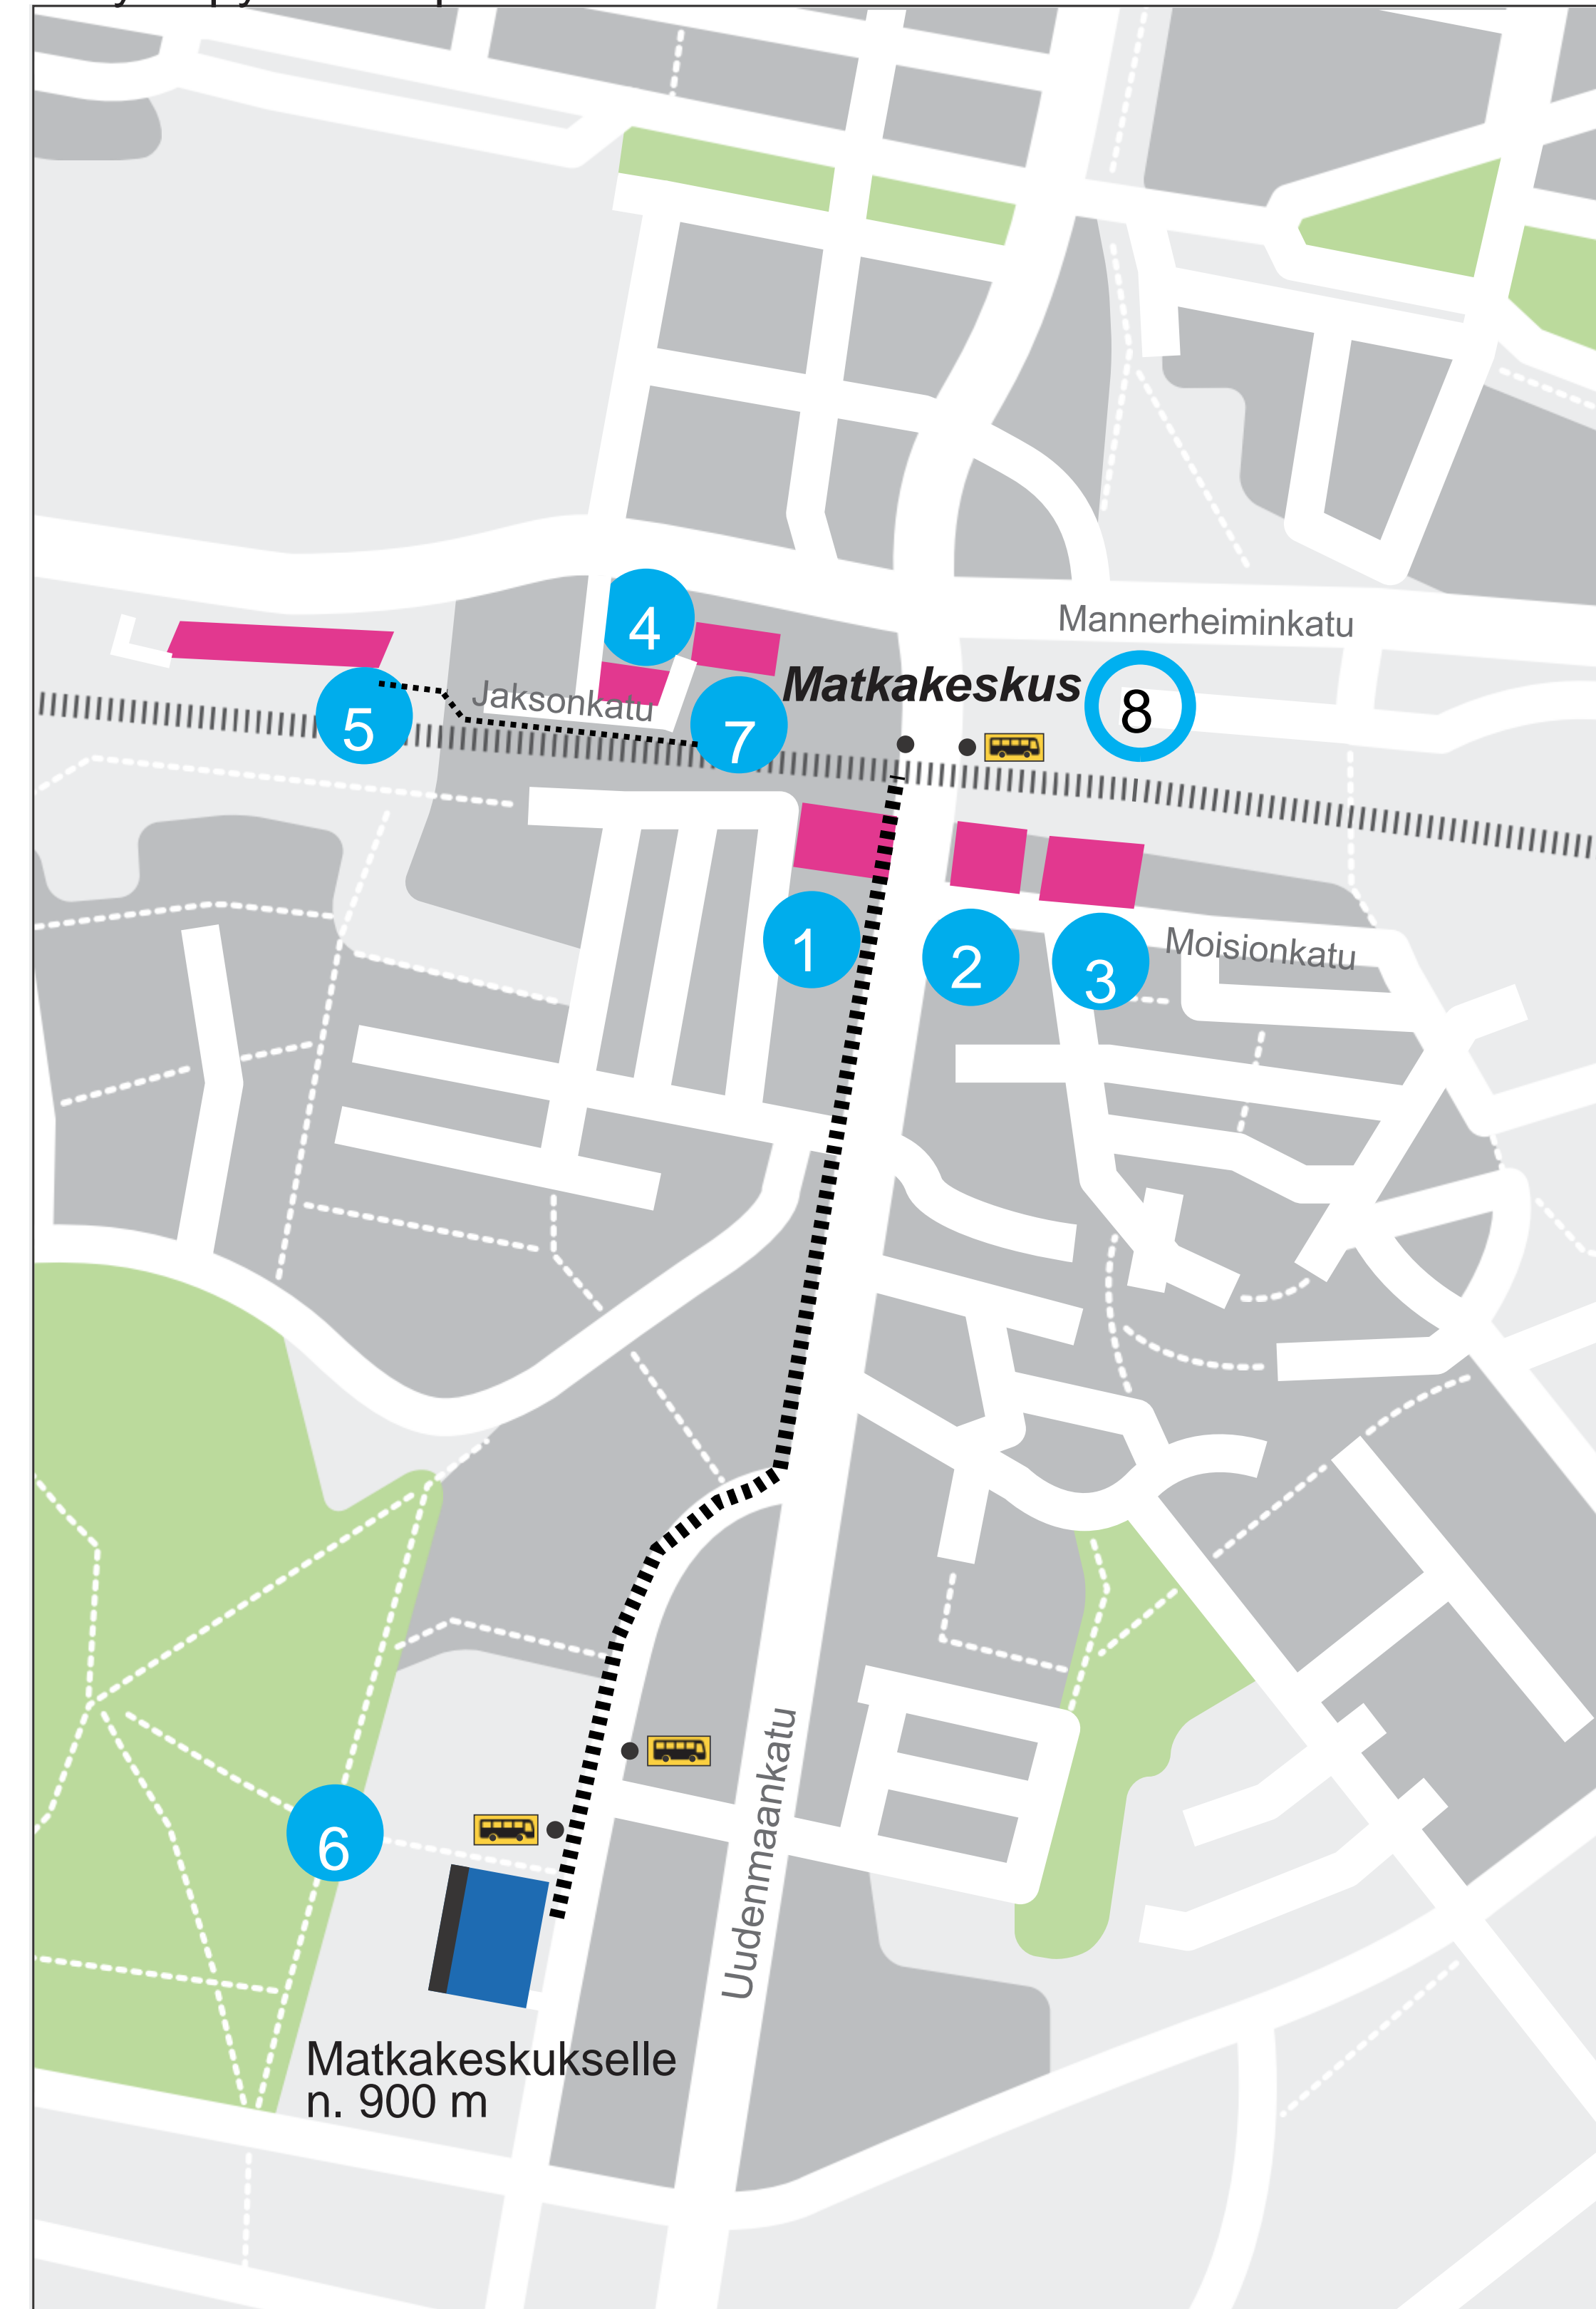 Mannerheiminkatu
4
Matkakeskus
8
Jaksonkatu
5
7
1
2
3
Moisionkatu
Uudenmaankatu
6
Matkakeskukselle
n. 900 m